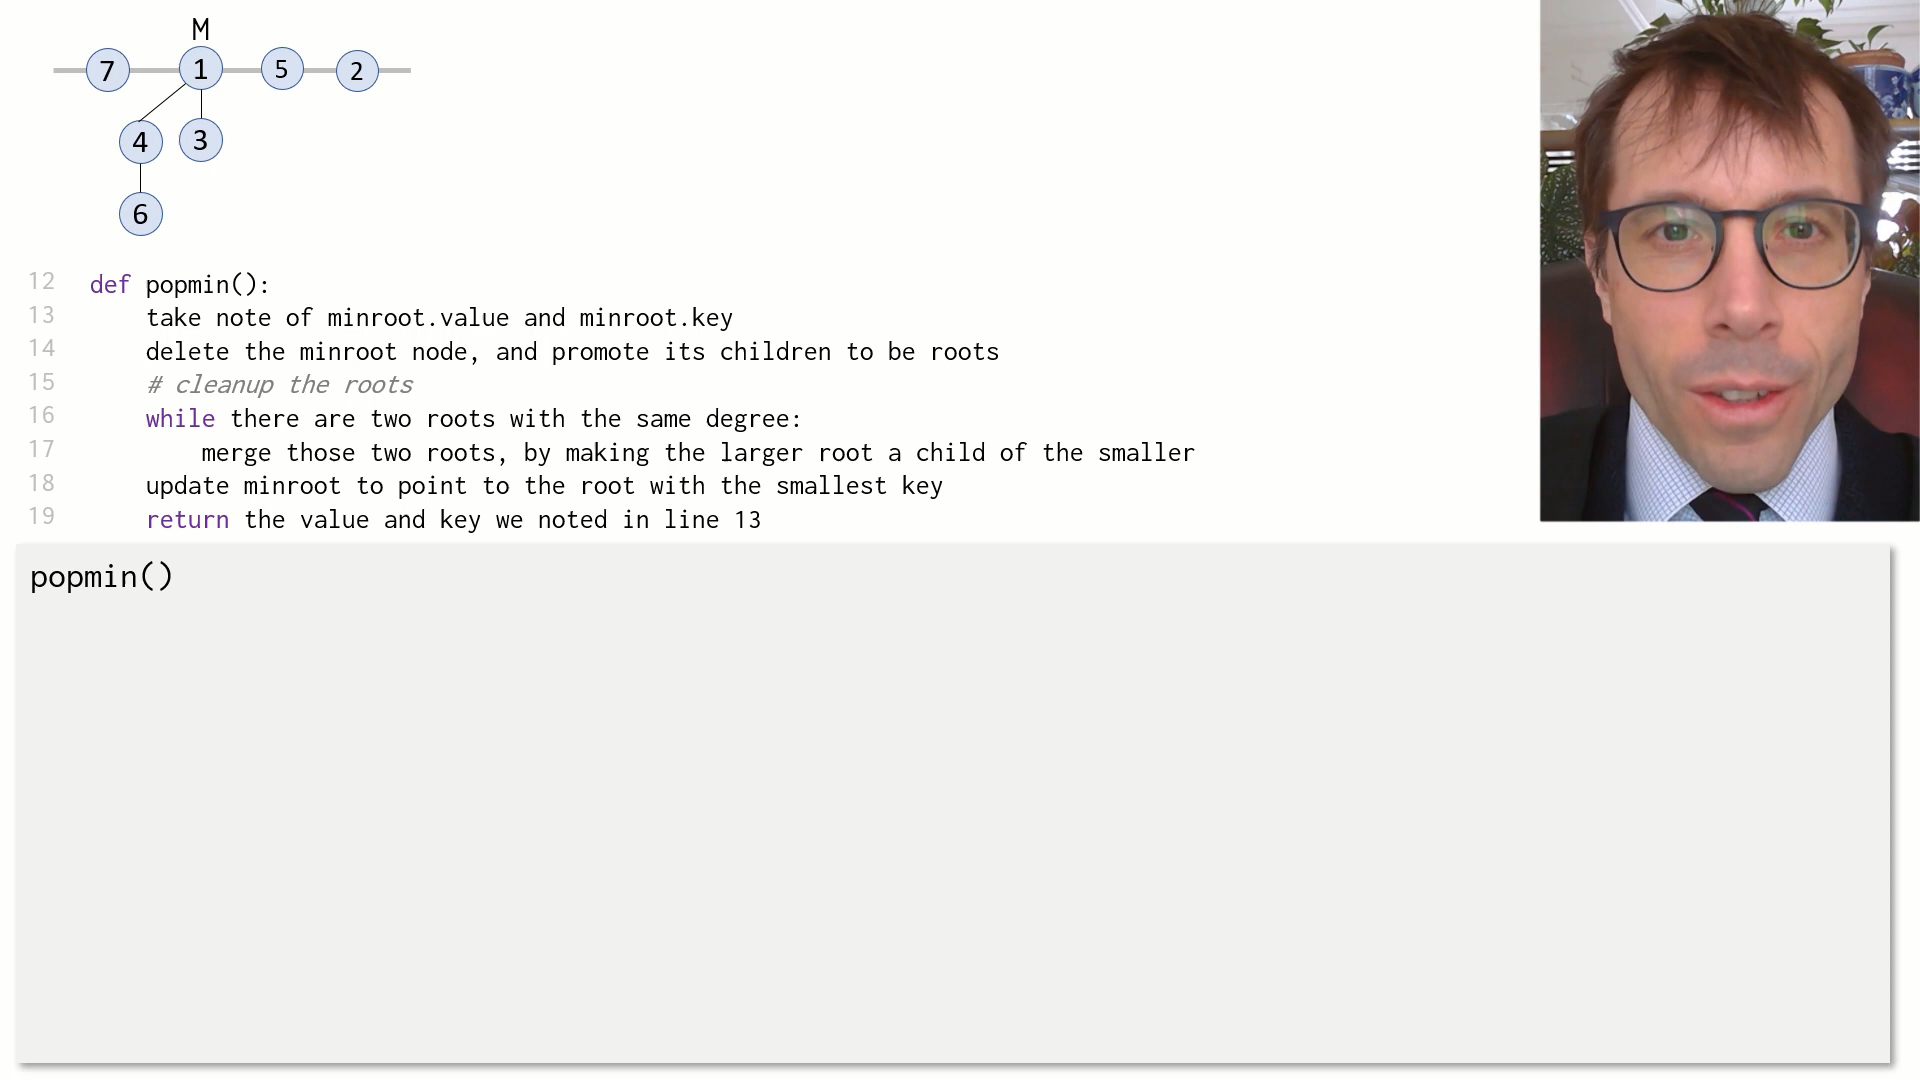 M
7 1 5 2
4 3
6
12 def popmin():
13 take note of minroot.value and minroot.key
14 delete the minroot node, and promote its children to be roots
15 # cleanup the roots
16 while there are two roots with the same degree:
17 merge those two roots, by making the larger root a child of the smaller
18 update minroot to point to the root with the smallest key
19 return the value and key we noted in line 13
popmin()